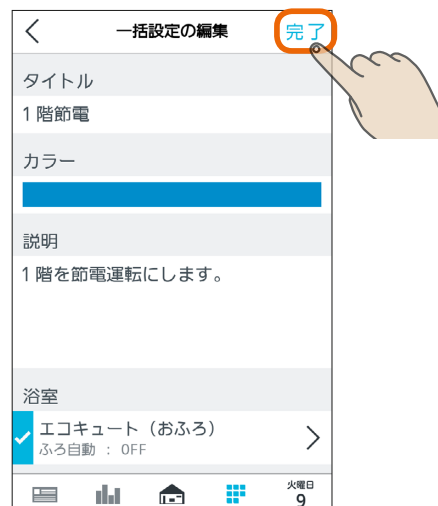 一括設定の編集 完了
タイトル
1 階節電
カラー
説明
1 階を節電運転にします。
浴室
エコキュート（おふろ）
ふろ自動 ： OFF
火曜日
9